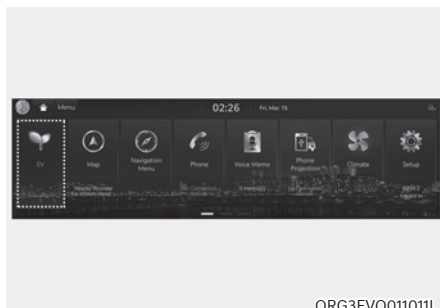 Menu
02:26
Fri, Mar. 15
EV
Map
Navigation
Menu
Phone
Voice Memo
Phone
Projection
Climate
Setup
ORG3EVQ011011L